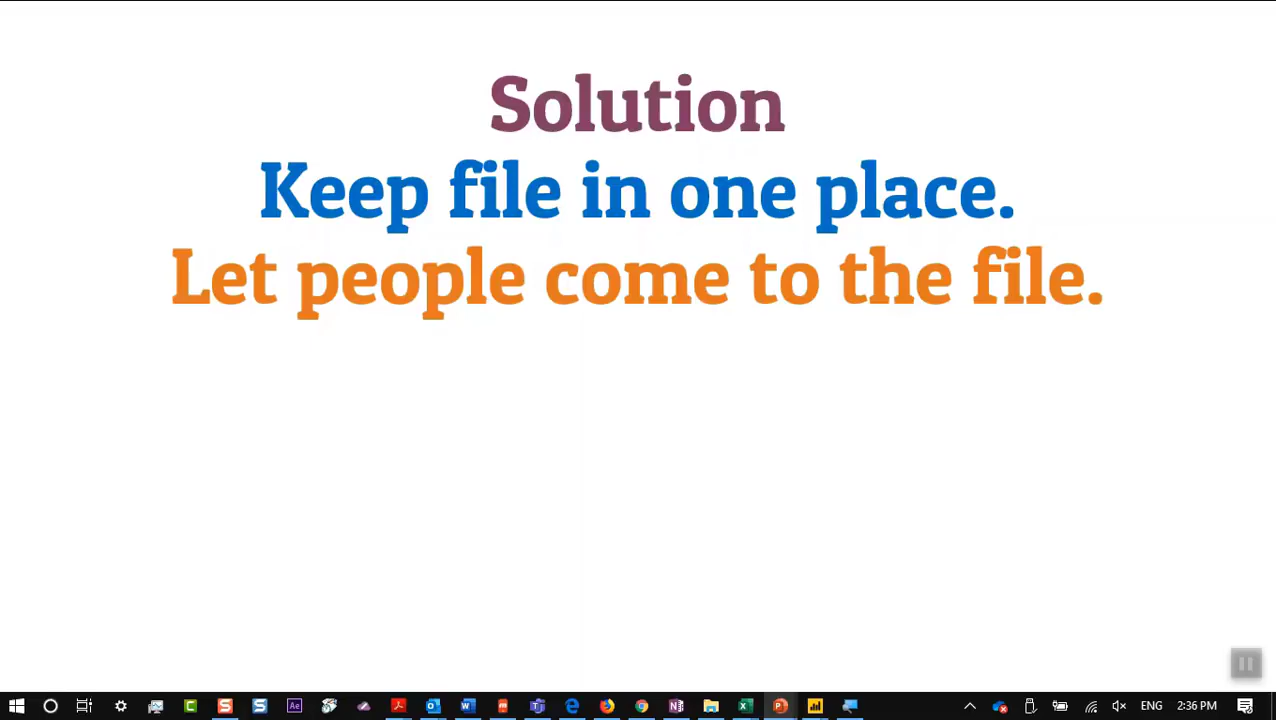 Solution
Keep file in one place.
Let people come to the file.
ENG
2:36 PM